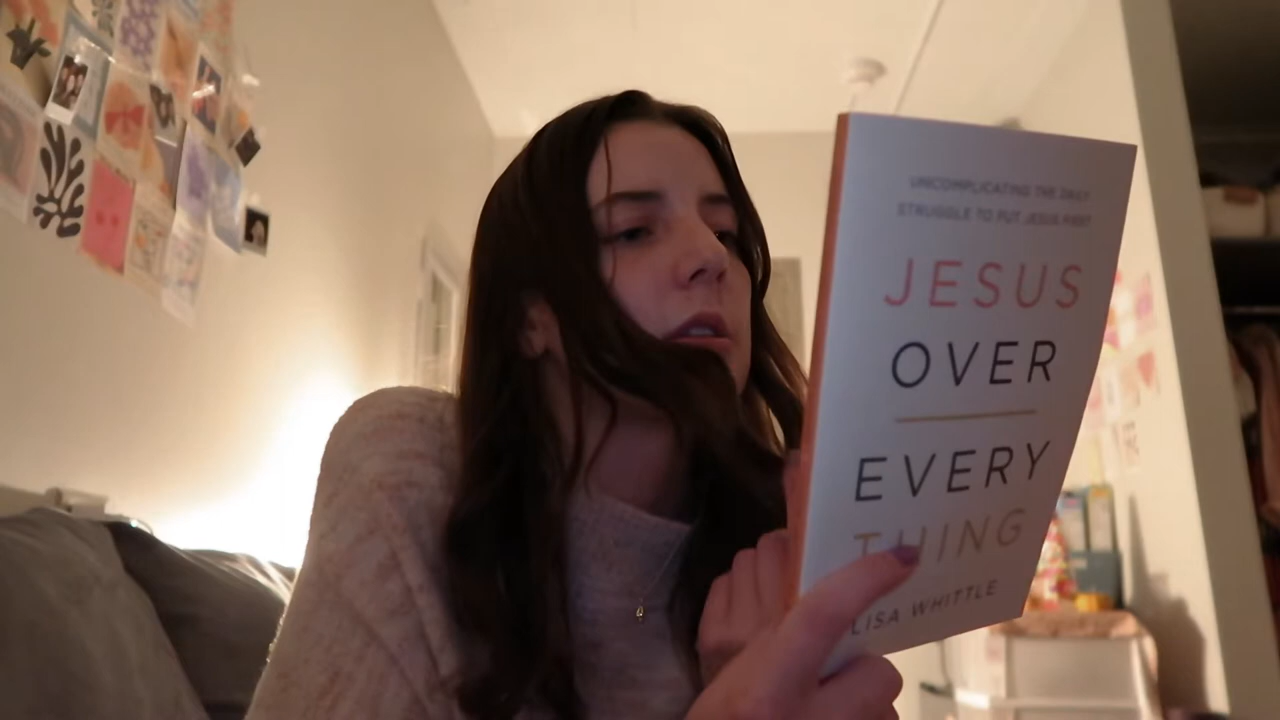 UNCOMPLICATING THE DAILY
STRUGGLE TO PUT JESUS FIRST
JESUS
OVER
EVERY
THING
LISA WHITTLE